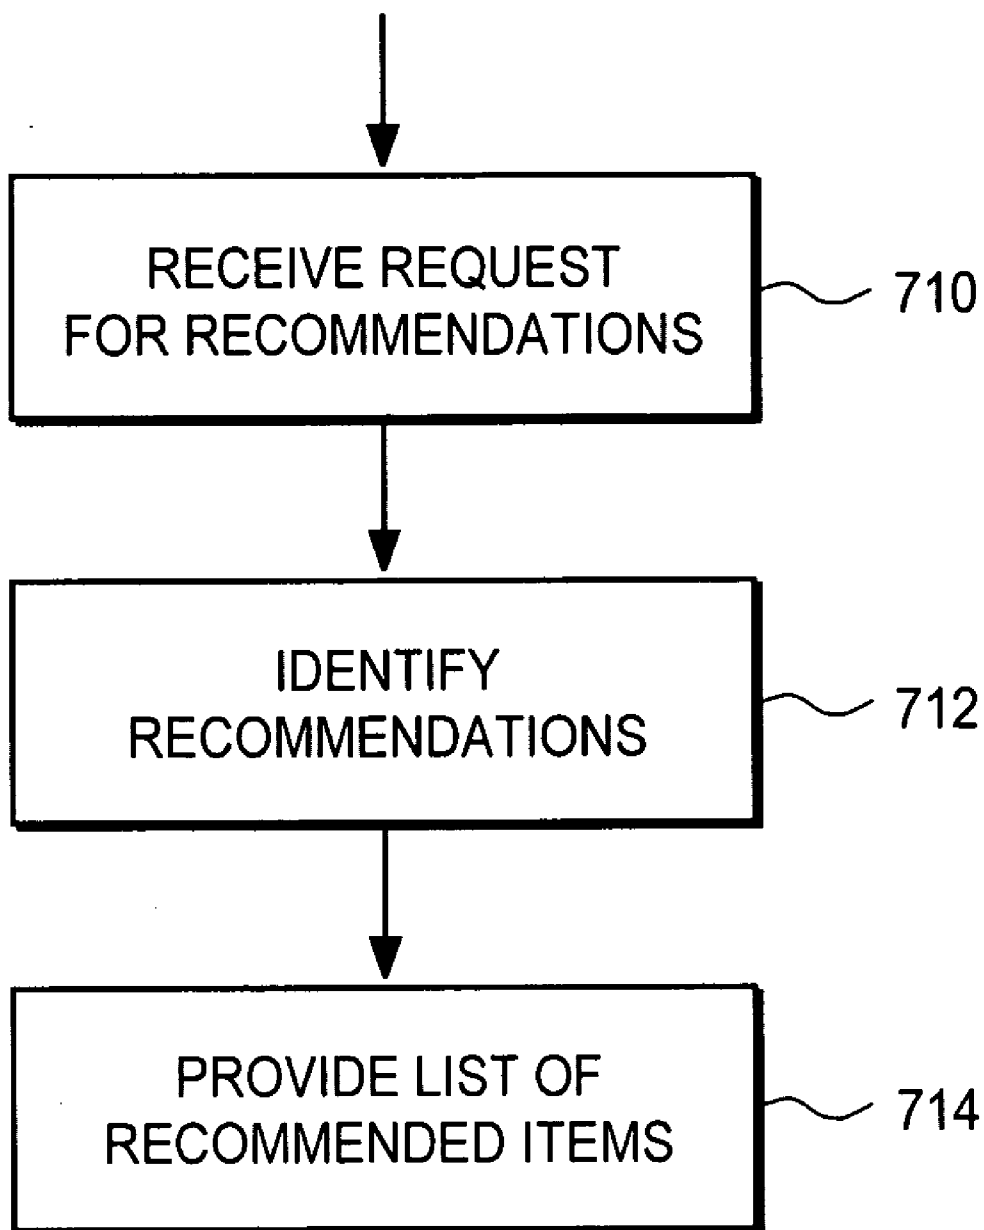 RECEIVE REQUEST
FOR RECOMMENDATIONS
710
IDENTIFY
RECOMMENDATIONS
712
PROVIDE LIST OF
RECOMMENDED ITEMS
714